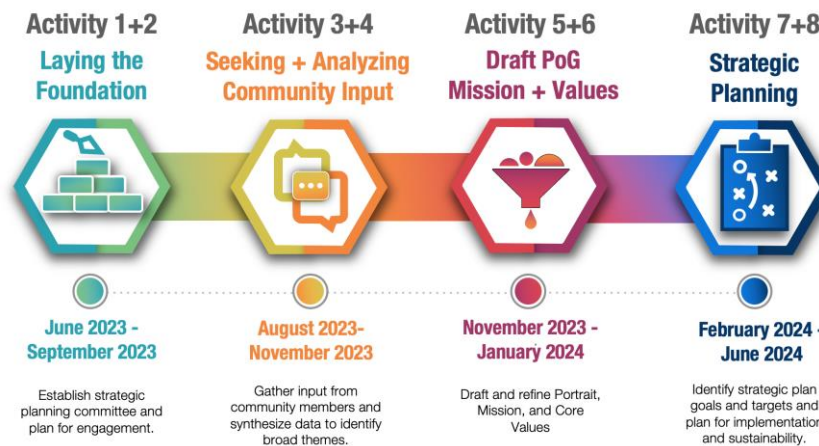 Activity 1+2
Laying the
Foundation
June 2023 -
September 2023
Establish strategic
planning committee and
plan for engagement.
Activity 3+4
Seeking + Analyzing
Community Input
August 2023-
November 2023
Gather input from
community members and
synthesize data to identify
broad themes.
Activity 5+6
Draft PoG
Mission + Values
November 2023 -
January 2024
Draft and refine Portrait,
Mission, and Core
Values
Activity 7+8
Strategic
Planning
February 2024 -
June 2024
Identify strategic plan
goals and targets and
plan for implementation
and sustainability.